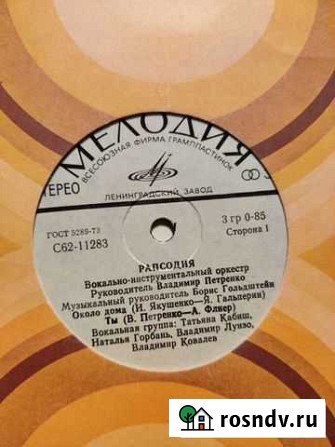 МЕЛОДИЯ
ВСЕСОЮЗНАЯ ФИРМА ГРАМПЛАСТИНОК
СТЕРЕО
ЛЕНИНГРАДСКИЙ ЗАВОД
ГОСТ 5289-73
3 гр 0-85
С62-11283
Сторона 1
РАПСОДИЯ
Вокально-инструментальный оркестр
Руководитель Владимир Петренко
Музыкальный руководитель Борис Гольдштейн
Около дома (И. Якушенко—Я. Гальперин)
Ты (В. Петренко—А. Флиер)
Вокальная группа: Татьяна Кабиш,
Наталья Горбань, Владимир Лунзо,
Владимир Ковалев
rosndv.ru